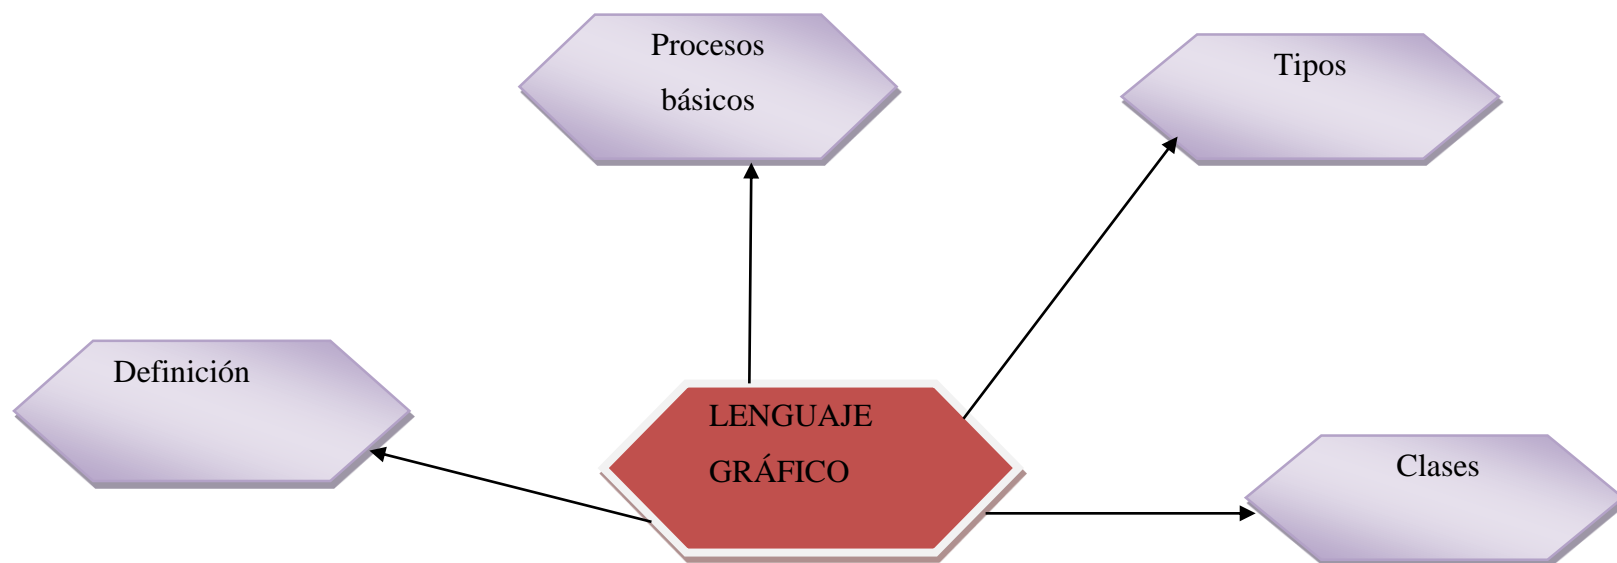 Procesos
básicos
Tipos
Definición
LENGUAJE
GRÁFICO
Clases